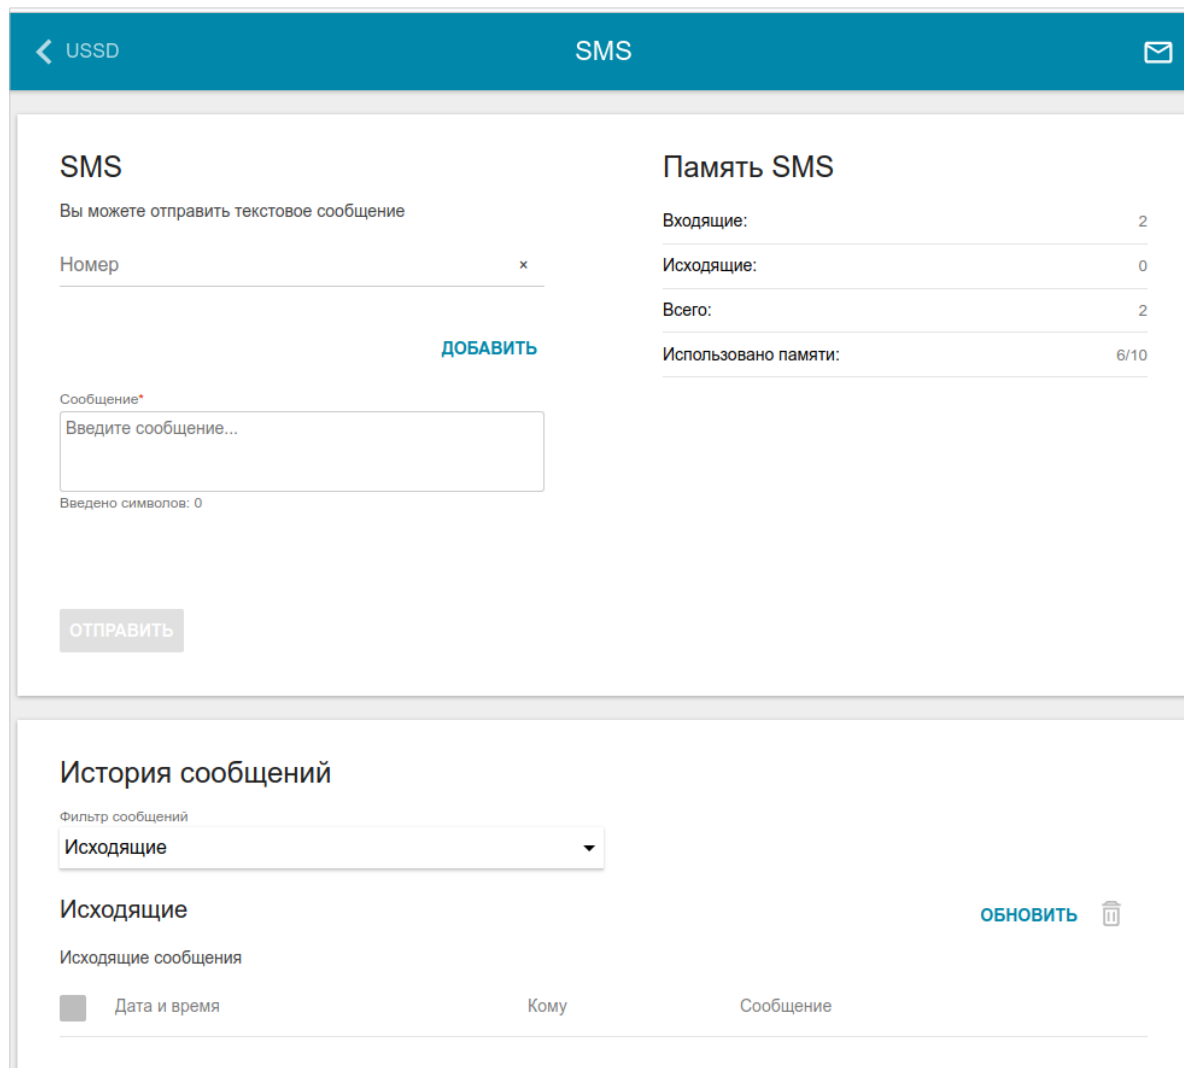 USSD
SMS
SMS
Вы можете отправить текстовое сообщение
Номер ×
ДОБАВИТЬ
Сообщение*
Введите сообщение...
Введено символов: 0
ОТПРАВИТЬ
Память SMS
Входящие: 2
Исходящие: 0
Всего: 2
Использовано памяти: 6/10
История сообщений
Фильтр сообщений
Исходящие
Исходящие
ОБНОВИТЬ
Исходящие сообщения
Дата и время Кому Сообщение